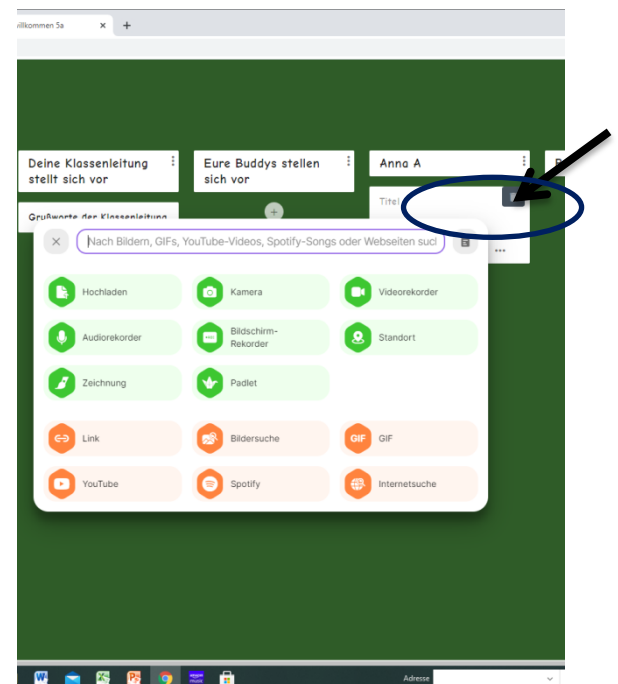 willkommen 5a
Deine Klassenleitung
stellt sich vor
Eure Buddys stellen
sich vor
Anna A
Grußworte der Klassenleitung
Titel
Nach Bildern, GIFs, YouTube-Videos, Spotify-Songs oder Webseiten sucl
Hochladen
Kamera
Videorekorder
Audiorekorder
Bildschirm-
Rekorder
Standort
Zeichnung
Padlet
Link
Bildersuche
GIF
GIF
YouTube
Spotify
Internetsuche
Adresse